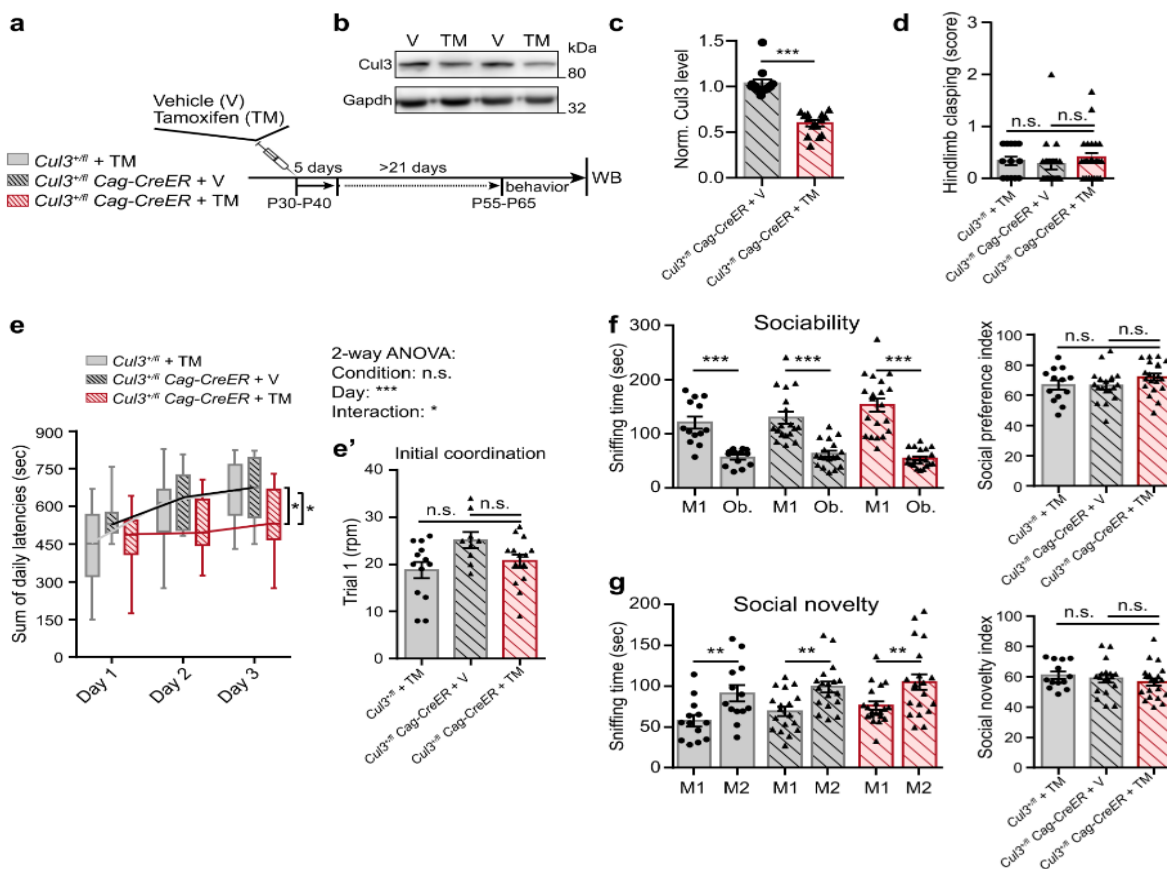 a
Vehicle (V)
Tamoxifen (TM)
Cul3+/fl + TM
Cul3+/fl Cag-CreER + V
Cul3+/fl Cag-CreER + TM
5 days
>21 days
behavior
WB
P30-P40
P55-P65
b
V TM V TM
kDa
Cul3
80
Gapdh
32
c
Norm. Cul3 level
1.5
1.0
0.5
0.0
***
Cul3+/fl Cag-CreER + V
Cul3+/fl Cag-CreER + TM
d
Hindlimb clasping (score)
3
2
1
0
n.s.
n.s.
Cul3+/fl + TM
Cul3+/fl Cag-CreER + V
Cul3+/fl Cag-CreER + TM
e
Cul3+/fl + TM
Cul3+/fl Cag-CreER + V
Cul3+/fl Cag-CreER + TM
2-way ANOVA:
Condition: n.s.
Day: ***
Interaction: *
Sum of daily latencies (sec)
900
750
600
450
300
150
0
* *
Day 1
Day 2
Day 3
e'
Initial coordination
Trial 1 (rpm)
40
30
20
10
0
n.s.
n.s.
Cul3+/fl + TM
Cul3+/fl Cag-CreER + V
Cul3+/fl Cag-CreER + TM
f
Sociability
Sniffing time (sec)
300
200
100
0
*** *** ***
M1 Ob. M1 Ob. M1 Ob.
Social preference index
100
80
60
40
20
0
n.s.
n.s.
Cul3+/fl + TM
Cul3+/fl Cag-CreER + V
Cul3+/fl Cag-CreER + TM
g
Social novelty
Sniffing time (sec)
200
150
100
50
0
** ** **
M1 M2 M1 M2 M1 M2
Social novelty index
100
80
60
40
20
0
n.s.
n.s.
Cul3+/fl + TM
Cul3+/fl Cag-CreER + V
Cul3+/fl Cag-CreER + TM